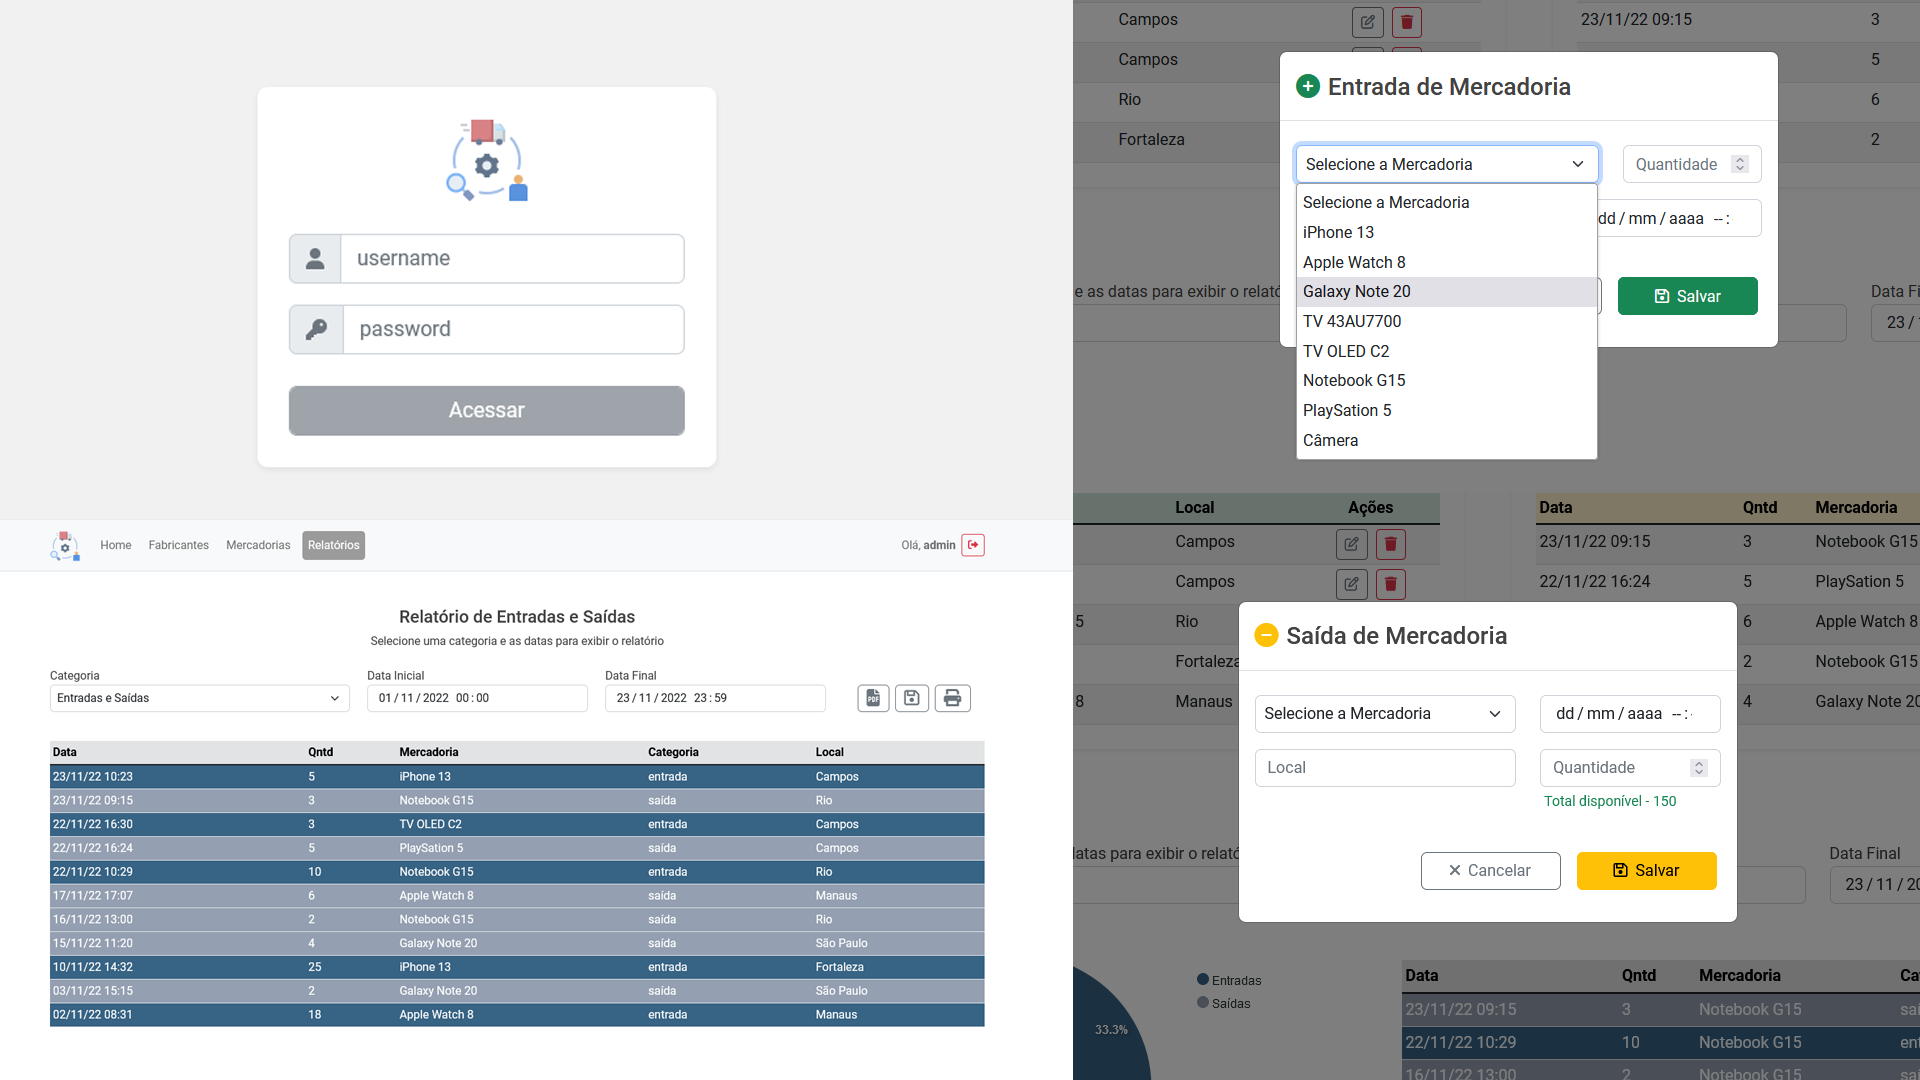 username
password
Acessar
Home Fabricantes Mercadorias Relatórios Olá, admin
Relatório de Entradas e Saídas
Selecione uma categoria e as datas para exibir o relatório
Categoria Data Inicial Data Final
Entradas e Saídas 01/11/2022 00:00 23/11/2022 23:59 PDF
Data Qntd Mercadoria Categoria Local
23/11/22 10:23 5 iPhone 13 entrada Campos
23/11/22 09:15 3 Notebook G15 saída Rio
22/11/22 16:30 3 TV OLED C2 entrada Campos
22/11/22 16:24 5 PlaySation 5 saída Campos
22/11/22 10:29 10 Notebook G15 entrada Rio
17/11/22 17:07 6 Apple Watch 8 saída Manaus
16/11/22 13:00 2 Notebook G15 saída Rio
15/11/22 11:20 4 Galaxy Note 20 saída São Paulo
10/11/22 14:32 25 iPhone 13 entrada Fortaleza
03/11/22 15:15 2 Galaxy Note 20 saída São Paulo
02/11/22 08:31 18 Apple Watch 8 entrada Manaus
Campos 23/11/22 09:15 3
Campos 5
Rio 6
Fortaleza 2
Entrada de Mercadoria
Selecione a Mercadoria Quantidade
dd/mm/aaaa --:
Selecione a Mercadoria
iPhone 13
Apple Watch 8
Galaxy Note 20
TV 43AU7700
TV OLED C2
Notebook G15
PlaySation 5
Câmera
Salvar
e as datas para exibir o relató Data Fi
23/
Local Ações Data Qntd Mercadoria
Campos 23/11/22 09:15 3 Notebook G15
Campos 22/11/22 16:24 5 PlaySation 5
5 Rio 6 Apple Watch 8
Fortaleza 2 Notebook G15
8 Manaus 4 Galaxy Note 20
Saída de Mercadoria
Selecione a Mercadoria dd/mm/aaaa --:
Local Quantidade
Total disponível - 150
Cancelar Salvar
datas para exibir o relató Data Final
23/11/20
Entradas
Saídas
33.3%
Data Qntd Mercadoria Ca
23/11/22 09:15 3 Notebook G15 saí
22/11/22 10:29 10 Notebook G15 en
16/11/22 13:00 2 Notebook G15 saí